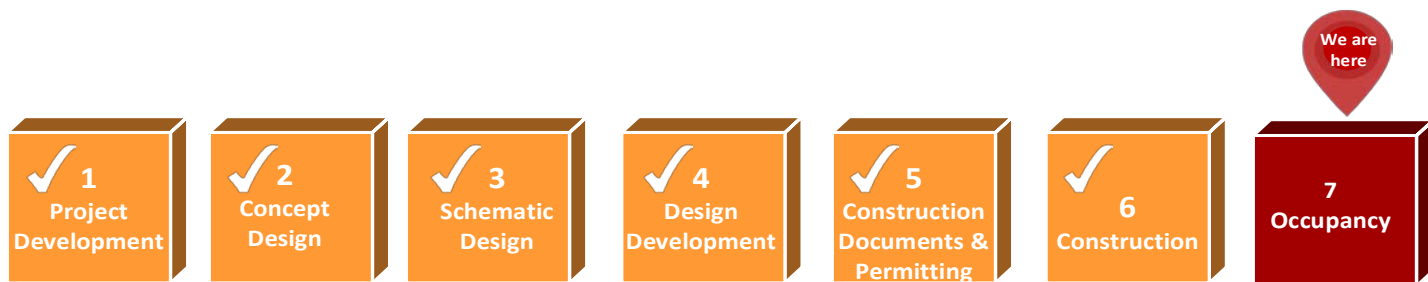 We are
here
1
Project
Development
2
Concept
Design
3
Schematic
Design
4
Design
Development
5
Construction
Documents &
Permitting
6
Construction
7
Occupancy